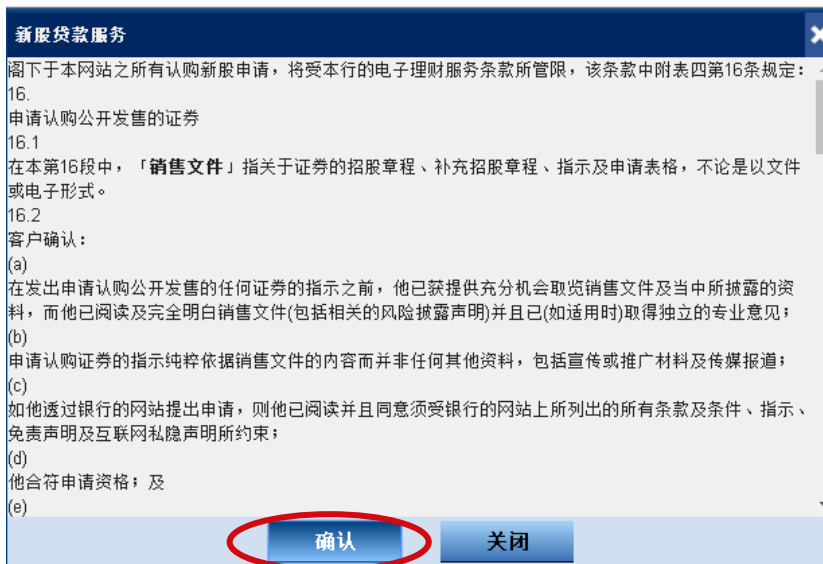 新股贷款服务
阁下于本网站之所有认购新股申请，将受本行的电子理财服务条款所管限，该条款中附表四第16条规定：
16.
申请认购公开发售的证券
16.1
在本第16段中，「销售文件」指关于证券的招股章程、补充招股章程、指示及申请表格，不论是以文件
或电子形式。
16.2
客户确认：
(a)
在发出申请认购公开发售的任何证券的指示之前，他已获提供充分机会取览销售文件及当中所披露的资
料，而他已阅读及完全明白销售文件(包括相关的风险披露声明)并且已(如适用时)取得独立的专业意见；
(b)
申请认购证券的指示纯粹依据销售文件的内容而并非任何其他资料，包括宣传或推广材料及传媒报道；
(c)
如他透过银行的网站提出申请，则他已阅读并且同意须受银行的网站上所列出的所有条款及条件、指示、
免责声明及互联网私隐声明所约束；
(d)
他合符申请资格；及
(e)
确认
关闭